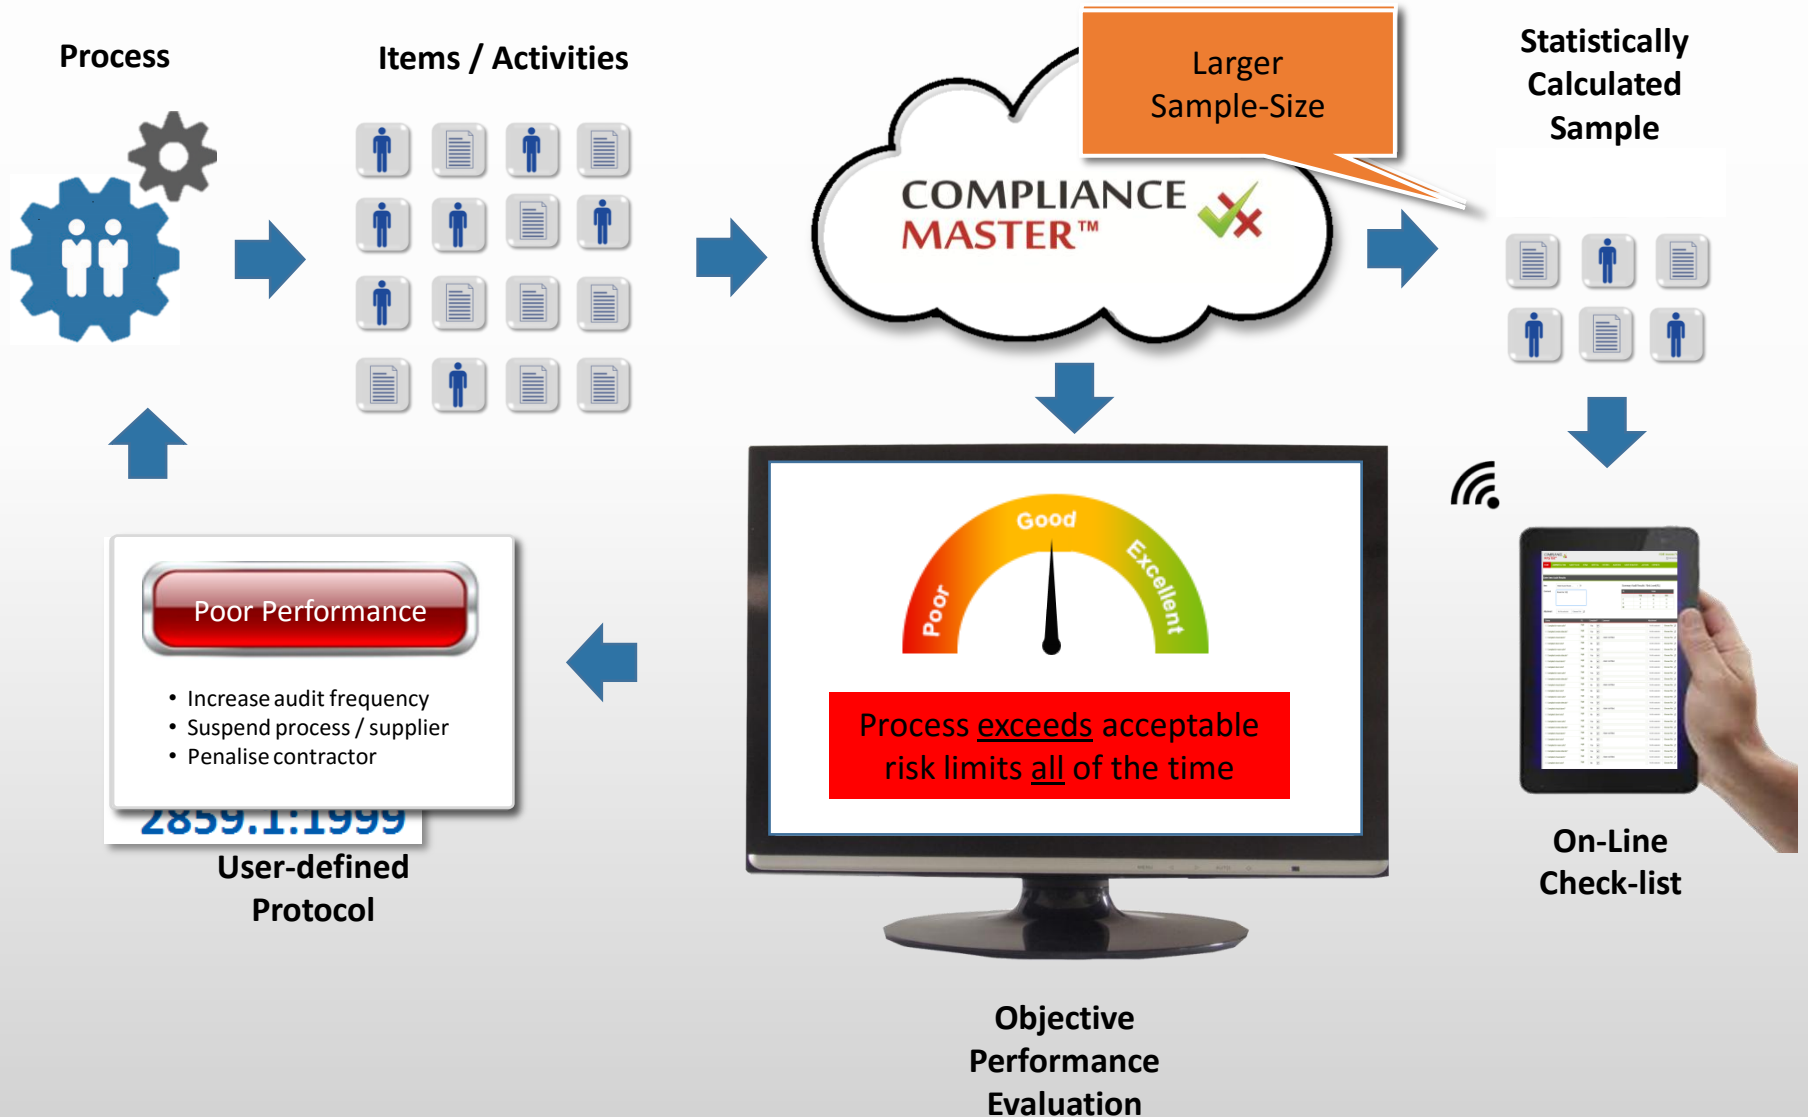 Process
Items / Activities
Larger
Sample-Size
Statistically
Calculated
Sample
COMPLIANCE
MASTER™
Good
Poor
Excellent
Process exceeds acceptable
risk limits all of the time
Poor Performance
• Increase audit frequency
• Suspend process / supplier
• Penalise contractor
2859.1:1999
User-defined
Protocol
On-Line
Check-list
Objective
Performance
Evaluation